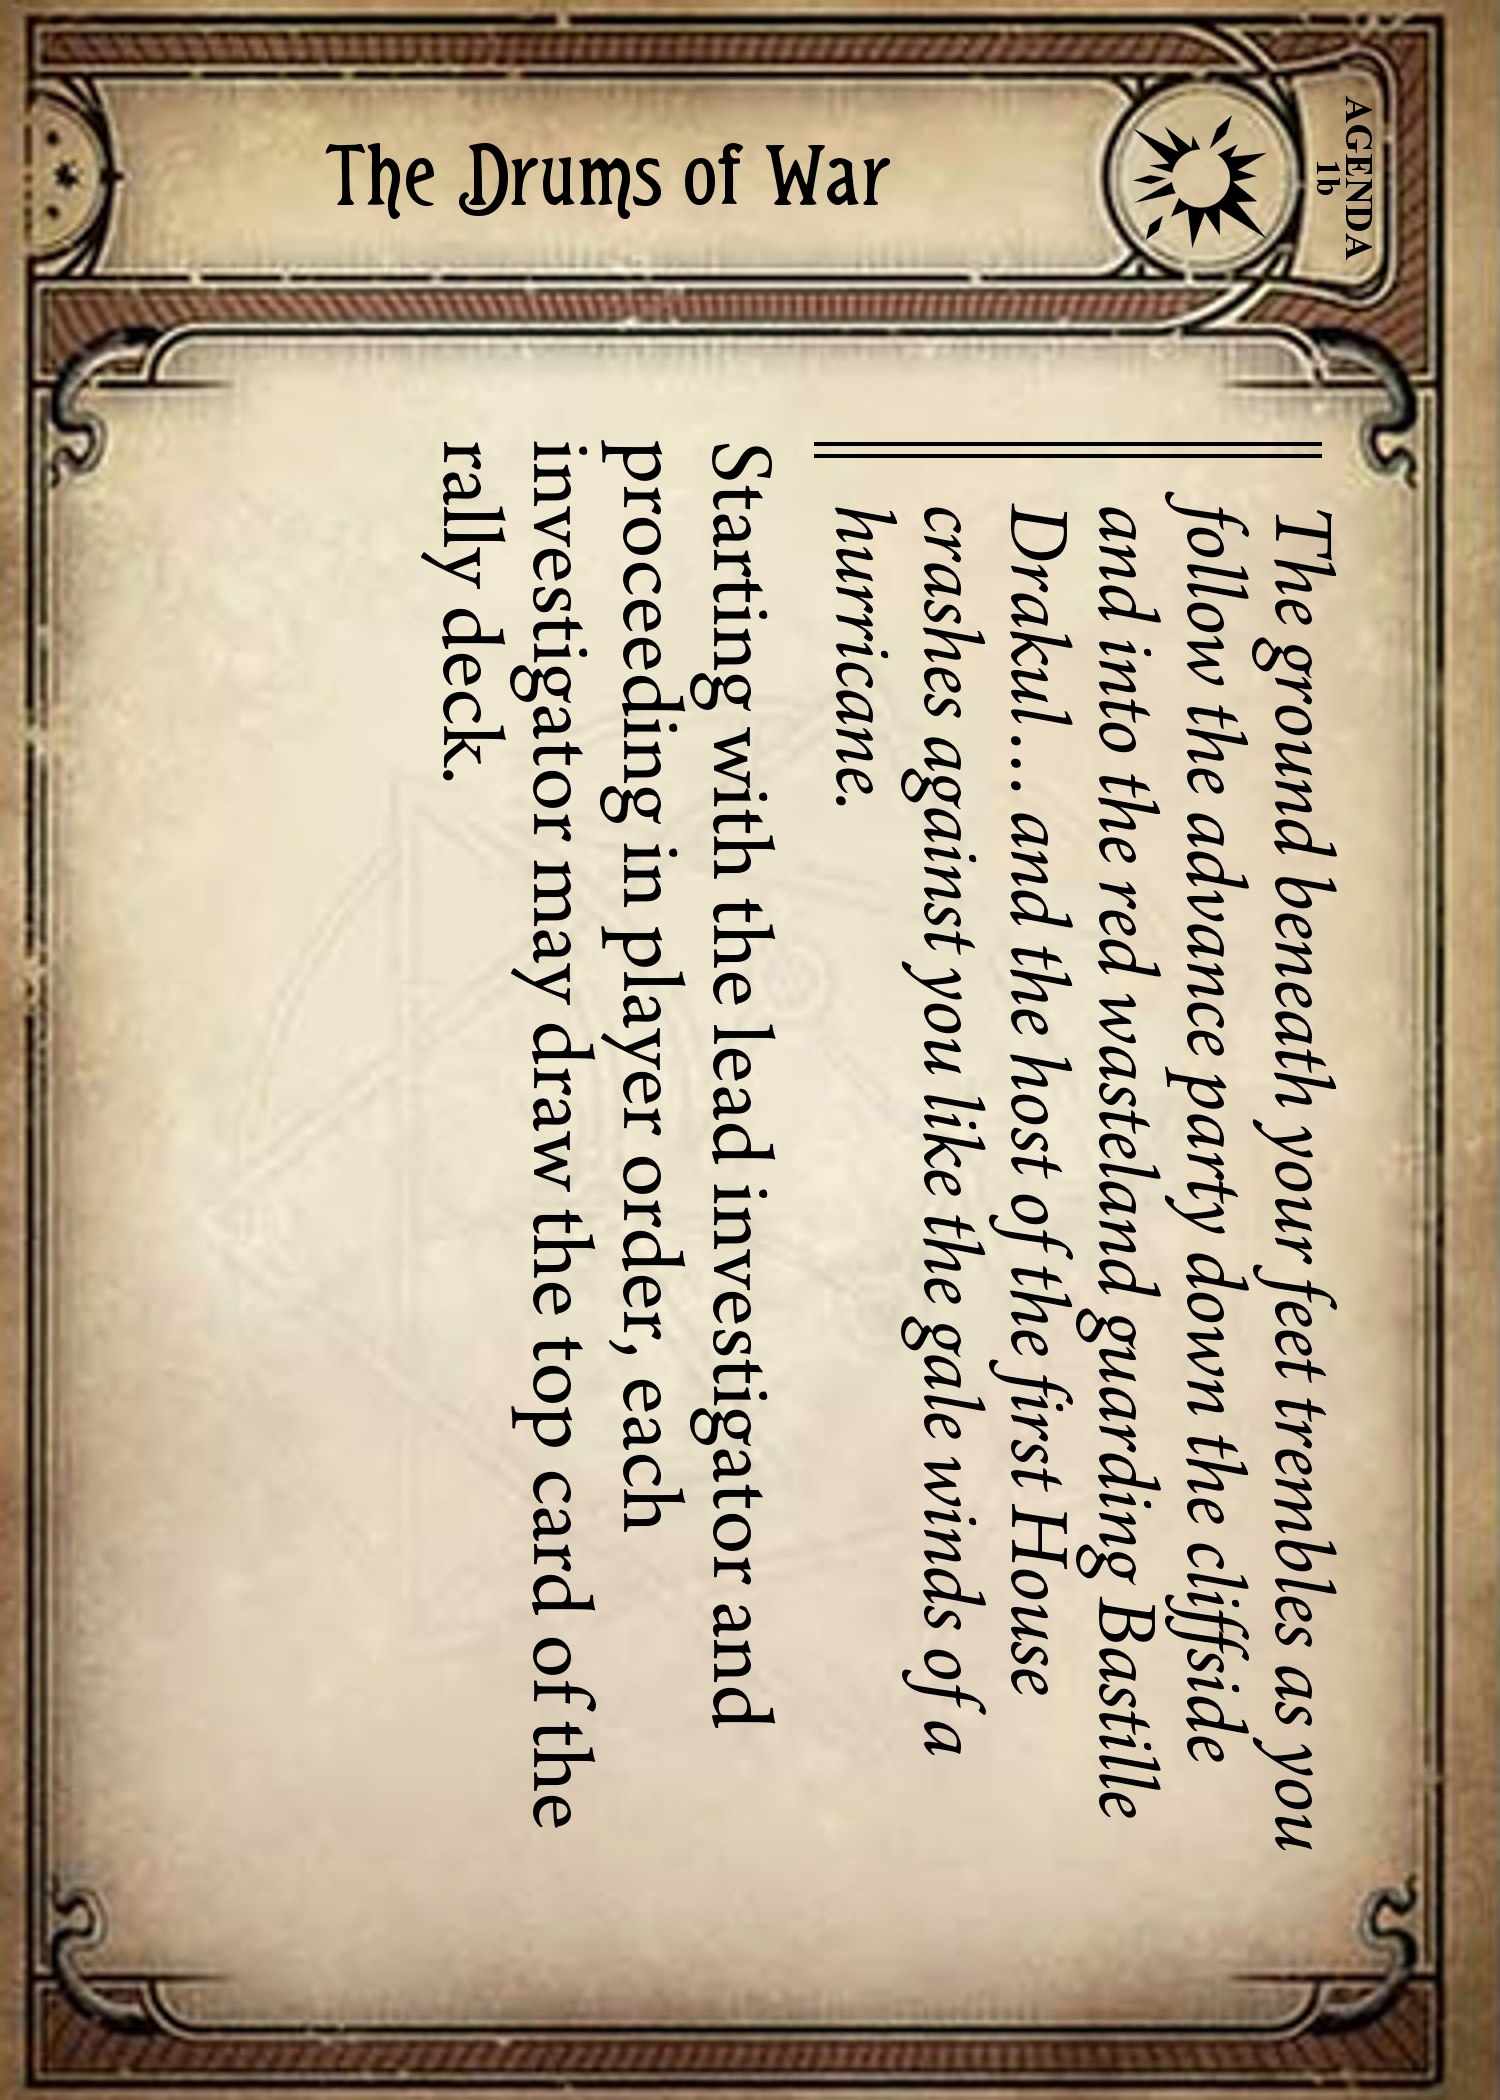 AGENDA
1b
The Drums of War
The ground beneath your feet trembles as you
follow the advance party down the cliffside
and into the red wasteland guarding Bastille
Drakul… and the host of the first House
crashes against you like the gale winds of a
hurricane.
Starting with the lead investigator and
proceeding in player order, each
investigator may draw the top card of the
rally deck.